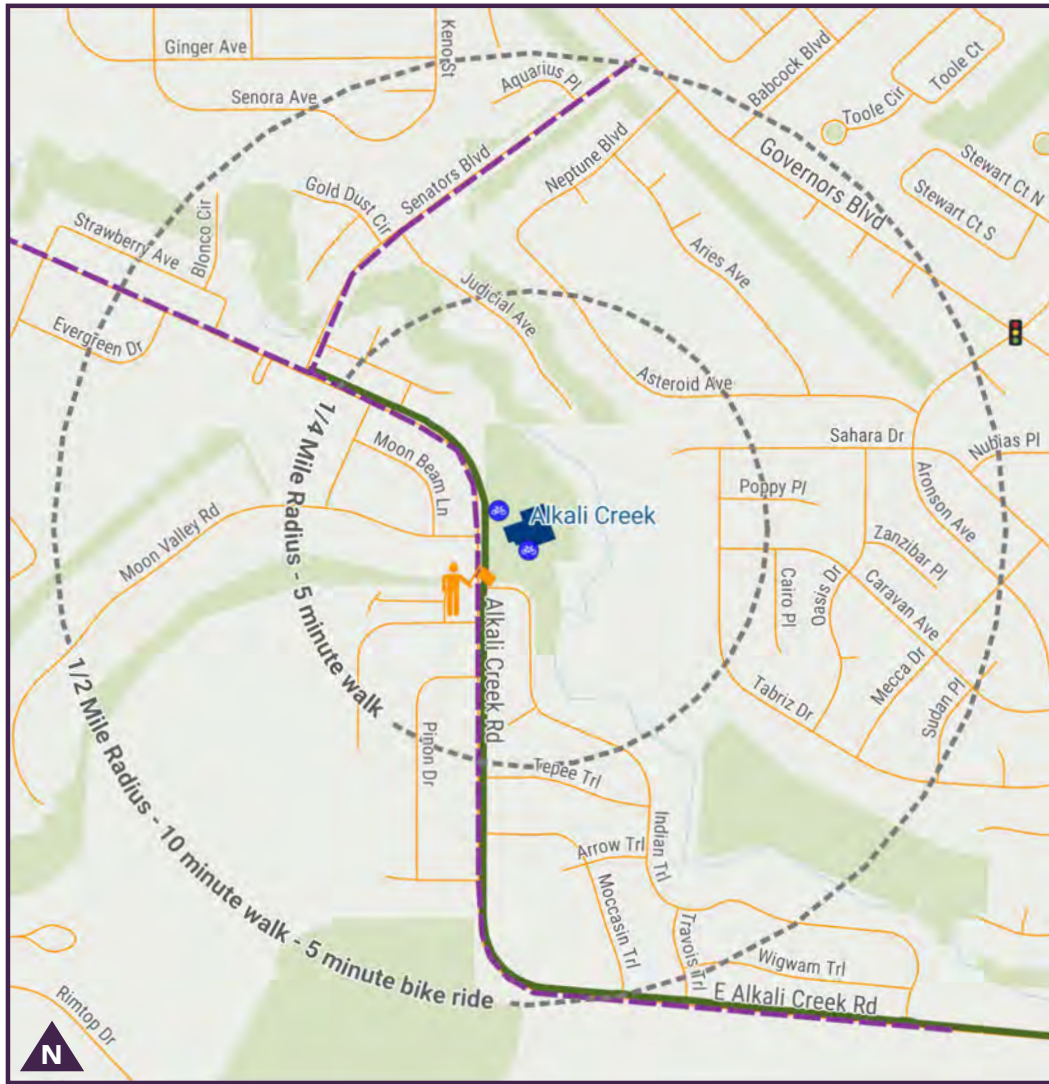 Ginger Ave
Keno St
Senora Ave
Aquarius Pl
Babcock Blvd
Toole Ct
Toole Cir
Neptune Blvd
Governors Blvd
Stewart Ct N
Stewart Ct S
Senators Blvd
Gold Dust Cir
Blonco Cir
Strawberry Ave
Evergreen Dr
Judicial Ave
Aries Ave
Asteroid Ave
Sahara Dr
Nubias Pl
Aronson Ave
Poppy Pl
Zanzibar Pl
Caravan Ave
Cairo Pl
Oasis Dr
Mecca Dr
Sudan Pl
Tabriz Dr
Moon Beam Ln
Moon Valley Rd
Alkali Creek
1/4 Mile Radius - 5 minute walk
Alkali Creek Rd
Pinon Dr
Tepee Trl
Indian Trl
Arrow Trl
Moccasin Trl
Travois Trl
Wigwam Trl
E Alkali Creek Rd
1/2 Mile Radius - 10 minute walk - 5 minute bike ride
Rimtop Dr
N